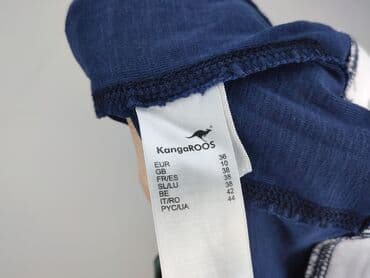 KangaROOS
EUR 36
GB 10
FR/ES 38
SL/LU 38
BE 38
IT/RO 42
РУС/UA 44